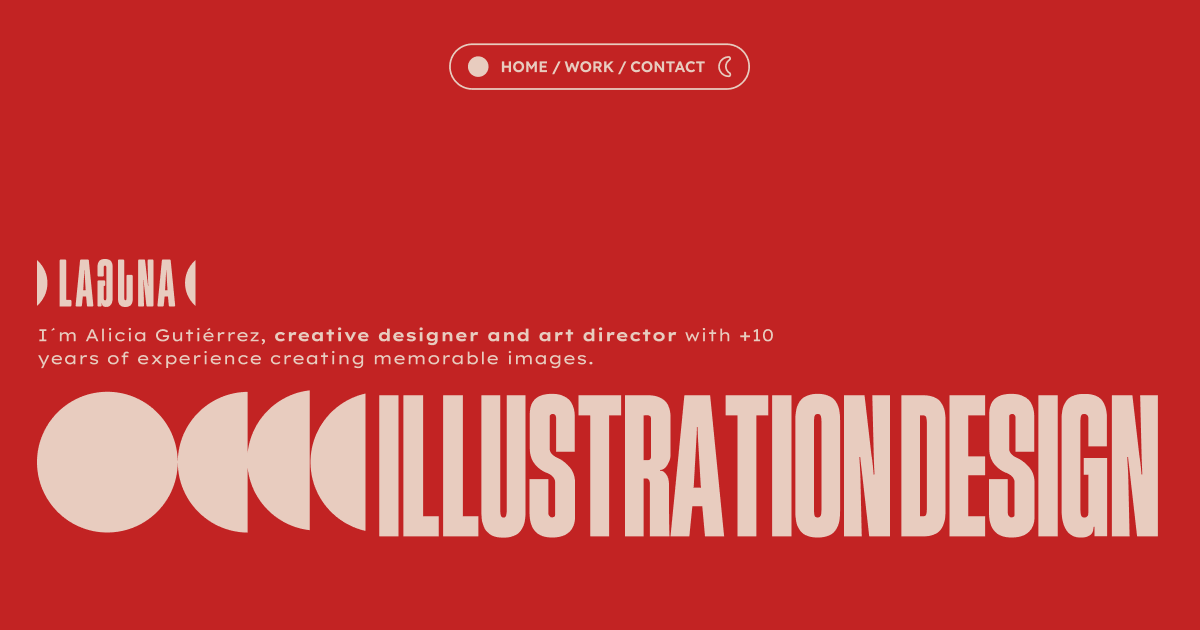 HOME / WORK / CONTACT
LAGUNA
I´m Alicia Gutiérrez, creative designer and art director with +10
years of experience creating memorable images.
ILLUSTRATION DESIGN